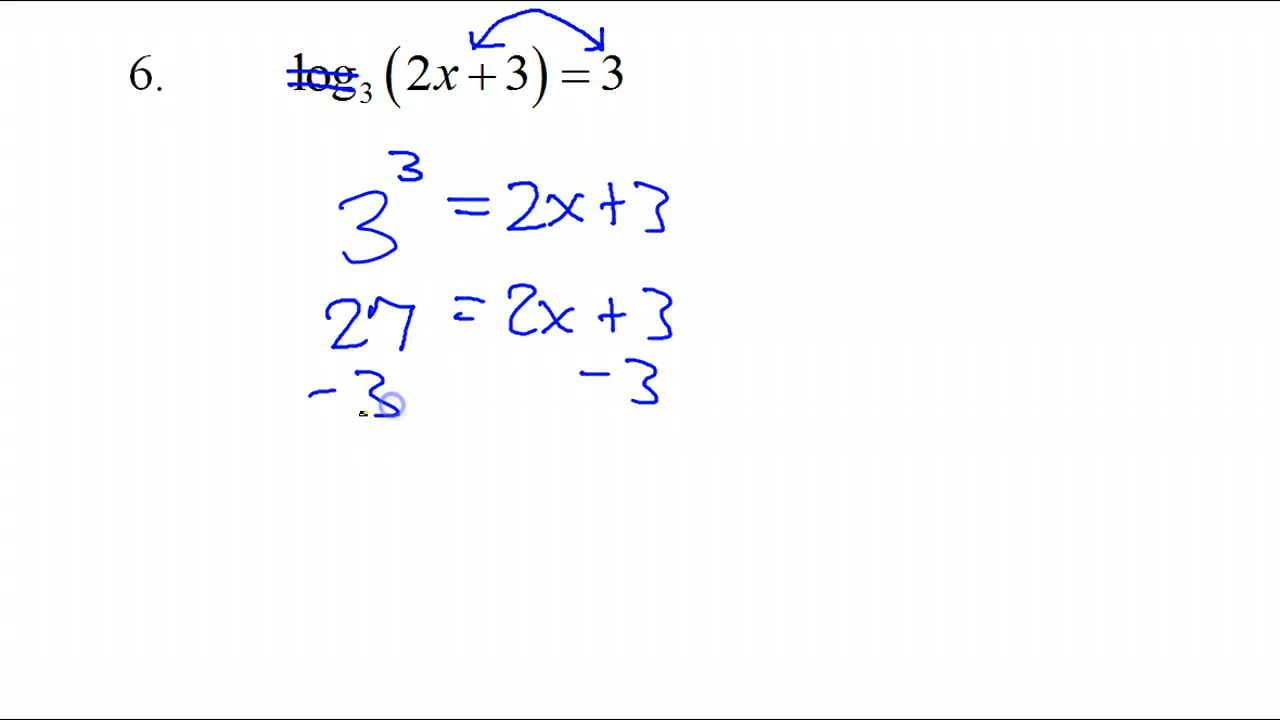 6. log₃(2x+3)=3
3³ = 2x+3
27 = 2x+3
-3 -3